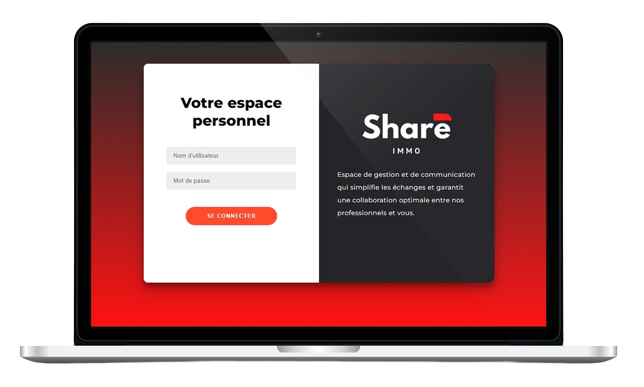 Votre espace
personnel
Nom d'utilisateur
Mot de passe
SE CONNECTER
Share
IMMO
Espace de gestion et de communication
qui simplifie les échanges et garantit
une collaboration optimale entre nos
professionnels et vous.